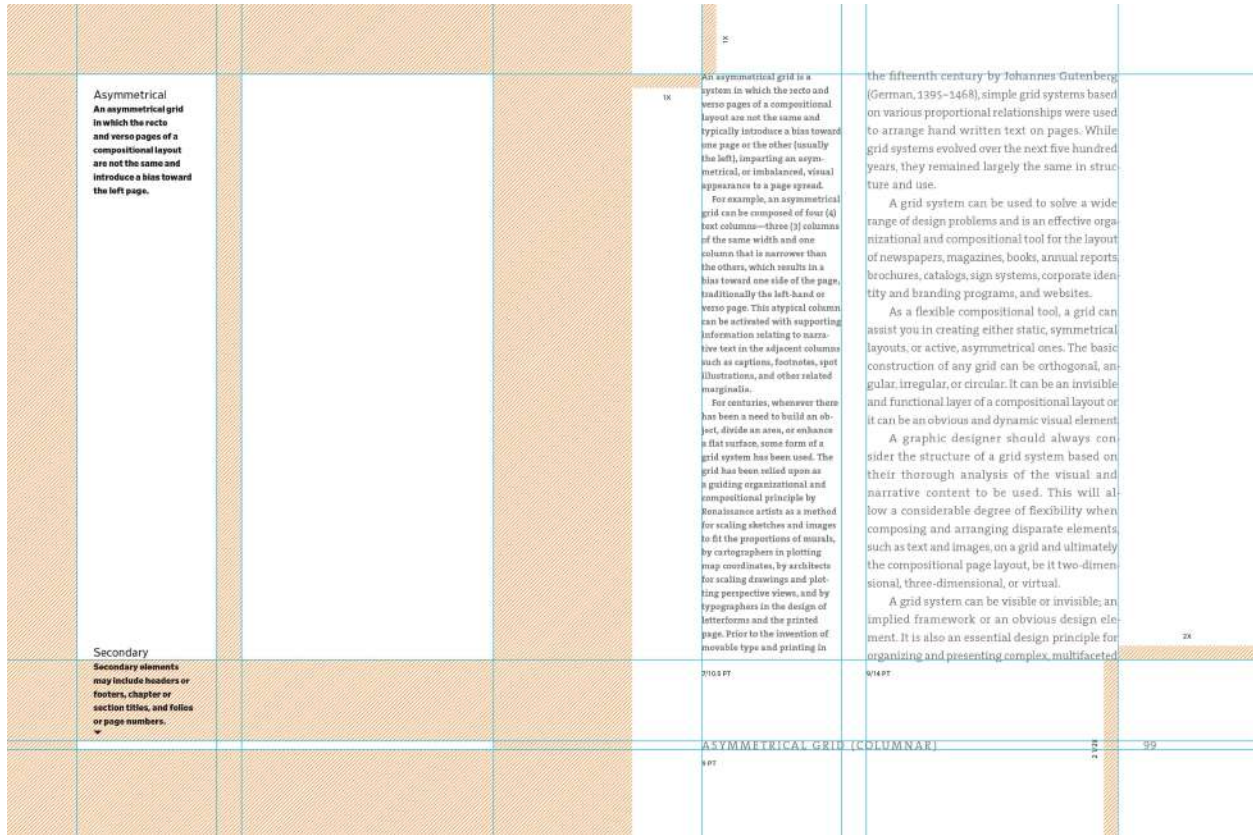 Asymmetrical
An asymmetrical grid
in which the recto
and verso pages of a
compositional layout
are not the same and
introduce a bias toward
the left page.
Secondary
Secondary elements
may include headers or
footers, chapter or
section titles, and folios
or page numbers.
1X
1X
An asymmetrical grid is a
system in which the recto and
verso pages of a compositional
layout are not the same and
typically introduce a bias toward
one page or the other (usually
the left), imparting an asym-
metrical, or imbalanced, visual
appearance to a page spread.
For example, an asymmetrical
grid can be composed of four (4)
text columns—three (3) columns
of the same width and one
column that is narrower than
the others, which results in a
bias toward one side of the page,
traditionally the left-hand or
verso page. This atypical column
can be activated with supporting
information relating to narra-
tive text in the adjacent columns
such as captions, footnotes, spot
illustrations, and other related
marginalia.
For centuries, whenever there
has been a need to build an ob-
ject, divide an area, or enhance
a flat surface, some form of a
grid system has been used. The
grid has been relied upon as
a guiding organizational and
compositional principle by
Renaissance artists as a method
for scaling sketches and images
to fit the proportions of murals,
by cartographers in plotting
map coordinates, by architects
for scaling drawings and plot-
ting perspective views, and by
typographers in the design of
letterforms and the printed
page. Prior to the invention of
movable type and printing in
7/10.5 PT
the fifteenth century by Johannes Gutenberg
(German, 1395–1468), simple grid systems based
on various proportional relationships were used
to arrange hand written text on pages. While
grid systems evolved over the next five hundred
years, they remained largely the same in struc-
ture and use.
A grid system can be used to solve a wide
range of design problems and is an effective orga-
nizational and compositional tool for the layout
of newspapers, magazines, books, annual reports
brochures, catalogs, sign systems, corporate iden-
tity and branding programs, and websites.
As a flexible compositional tool, a grid can
assist you in creating either static, symmetrical
layouts, or active, asymmetrical ones. The basic
construction of any grid can be orthogonal, an-
gular, irregular, or circular. It can be an invisible
and functional layer of a compositional layout or
it can be an obvious and dynamic visual element
A graphic designer should always con-
sider the structure of a grid system based on
their thorough analysis of the visual and
narrative content to be used. This will al-
low a considerable degree of flexibility when
composing and arranging disparate elements,
such as text and images, on a grid and ultimately
the compositional page layout, be it two-dimen-
sional, three-dimensional, or virtual.
A grid system can be visible or invisible; an
implied framework or an obvious design ele-
ment. It is also an essential design principle for
organizing and presenting complex, multifaceted
9/14 PT
2X
ASYMMETRICAL GRID (COLUMNAR)
2 1/2X
99
9 PT